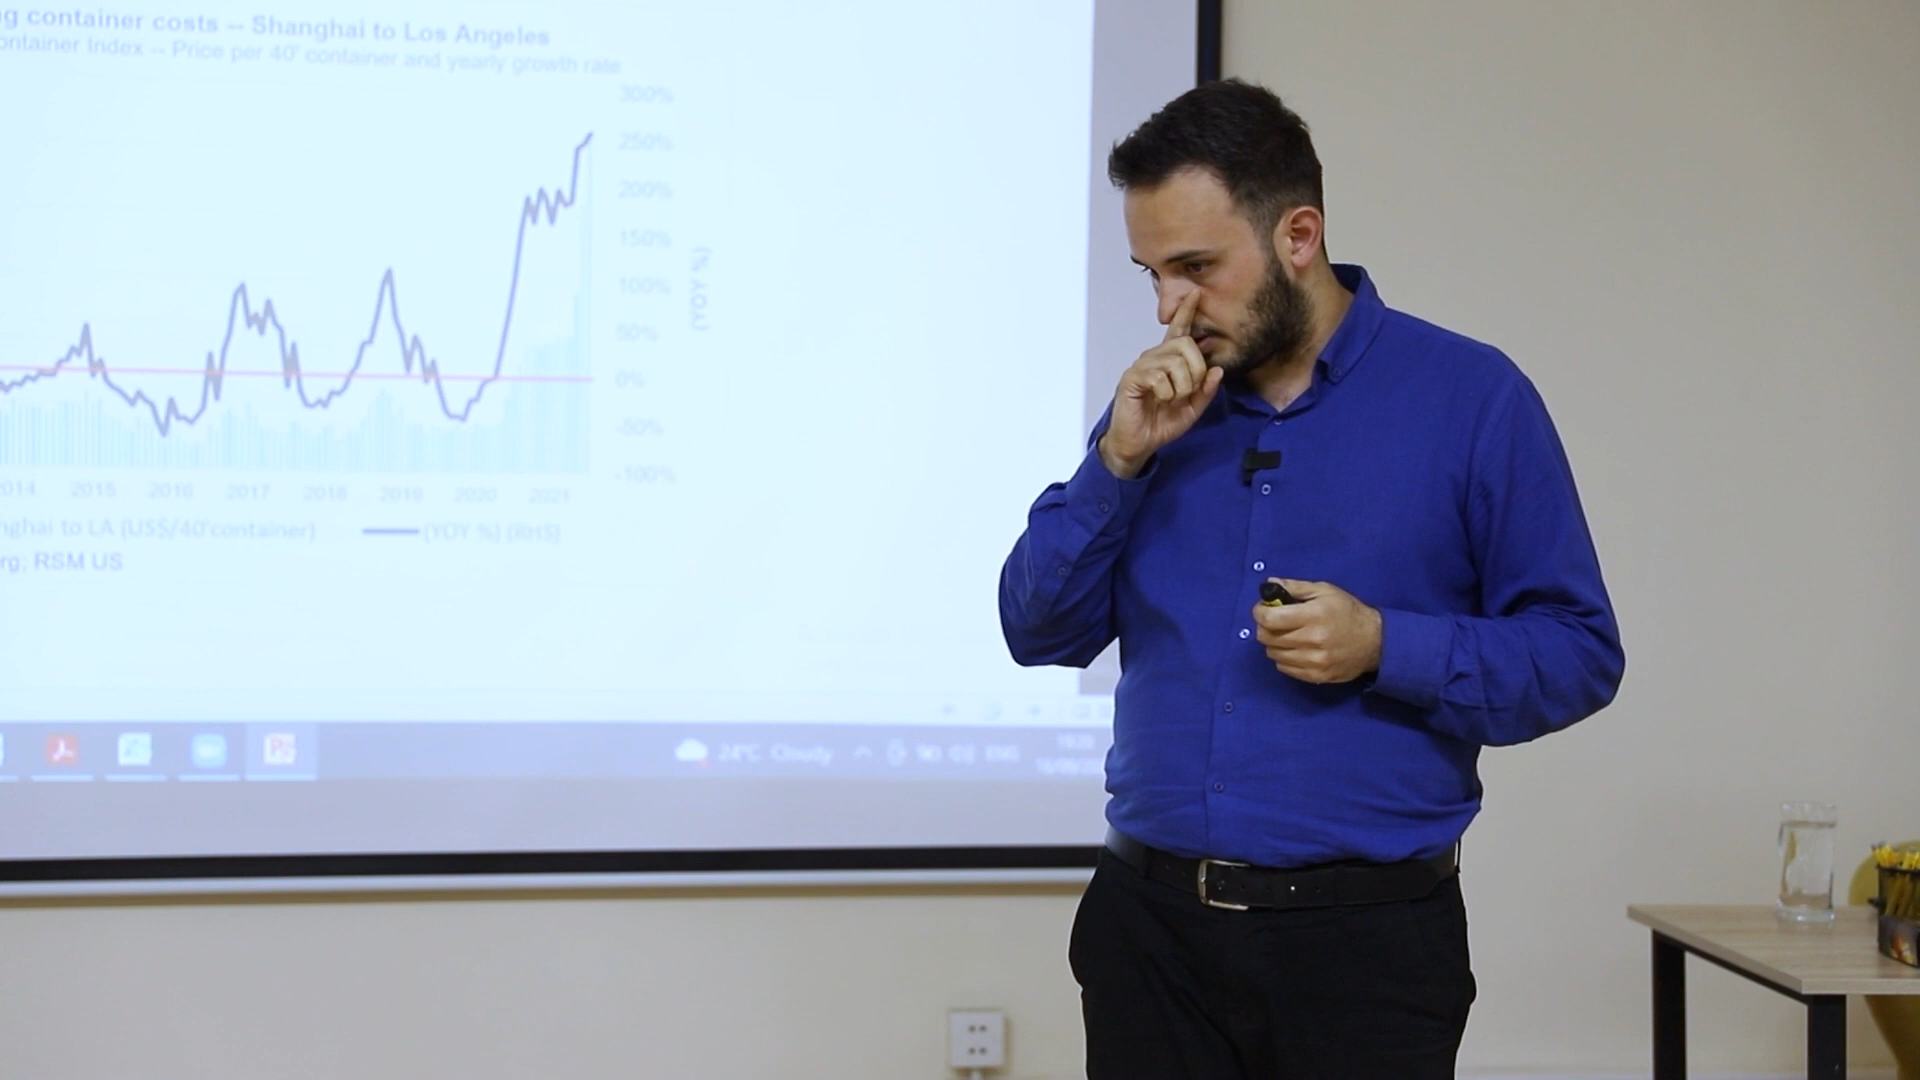 g container costs -- Shanghai to Los Angeles
ontainer Index -- Price per 40' container and yearly growth rate
300%
250%
200%
150%
100%
50%
0%
-50%
-100%
(YOY %)
014 2015 2016 2017 2018 2019 2020 2021
nghai to LA (US$/40'container) (YOY %) (RHS)
rg; RSM US
24°C Cloudy ENG